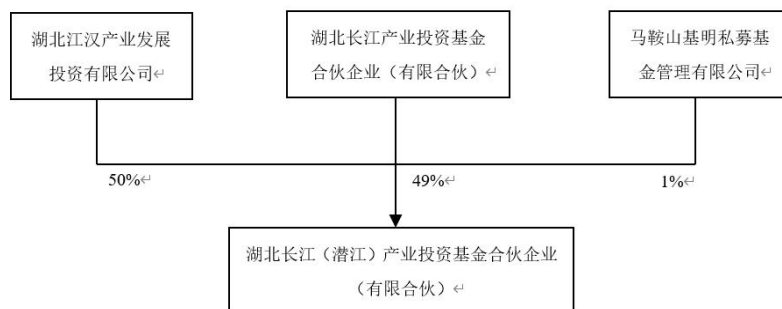 湖北江汉产业发展
投资有限公司↵
湖北长江产业投资基金
合伙企业（有限合伙）↵
马鞍山基明私募基
金管理有限公司↵
50%↵
49%↵
1%↵
湖北长江（潜江）产业投资基金合伙企业
（有限合伙）↵